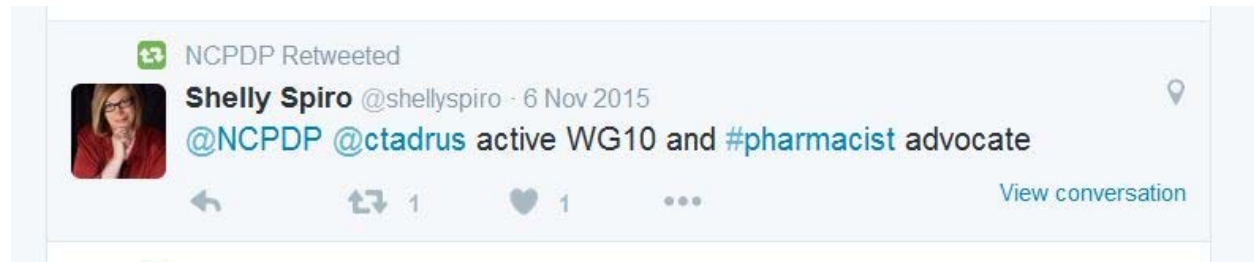 NCPDP Retweeted
Shelly Spiro @shellyspiro · 6 Nov 2015
@NCPDP @ctadrus active WG10 and #pharmacist advocate
1 1 View conversation